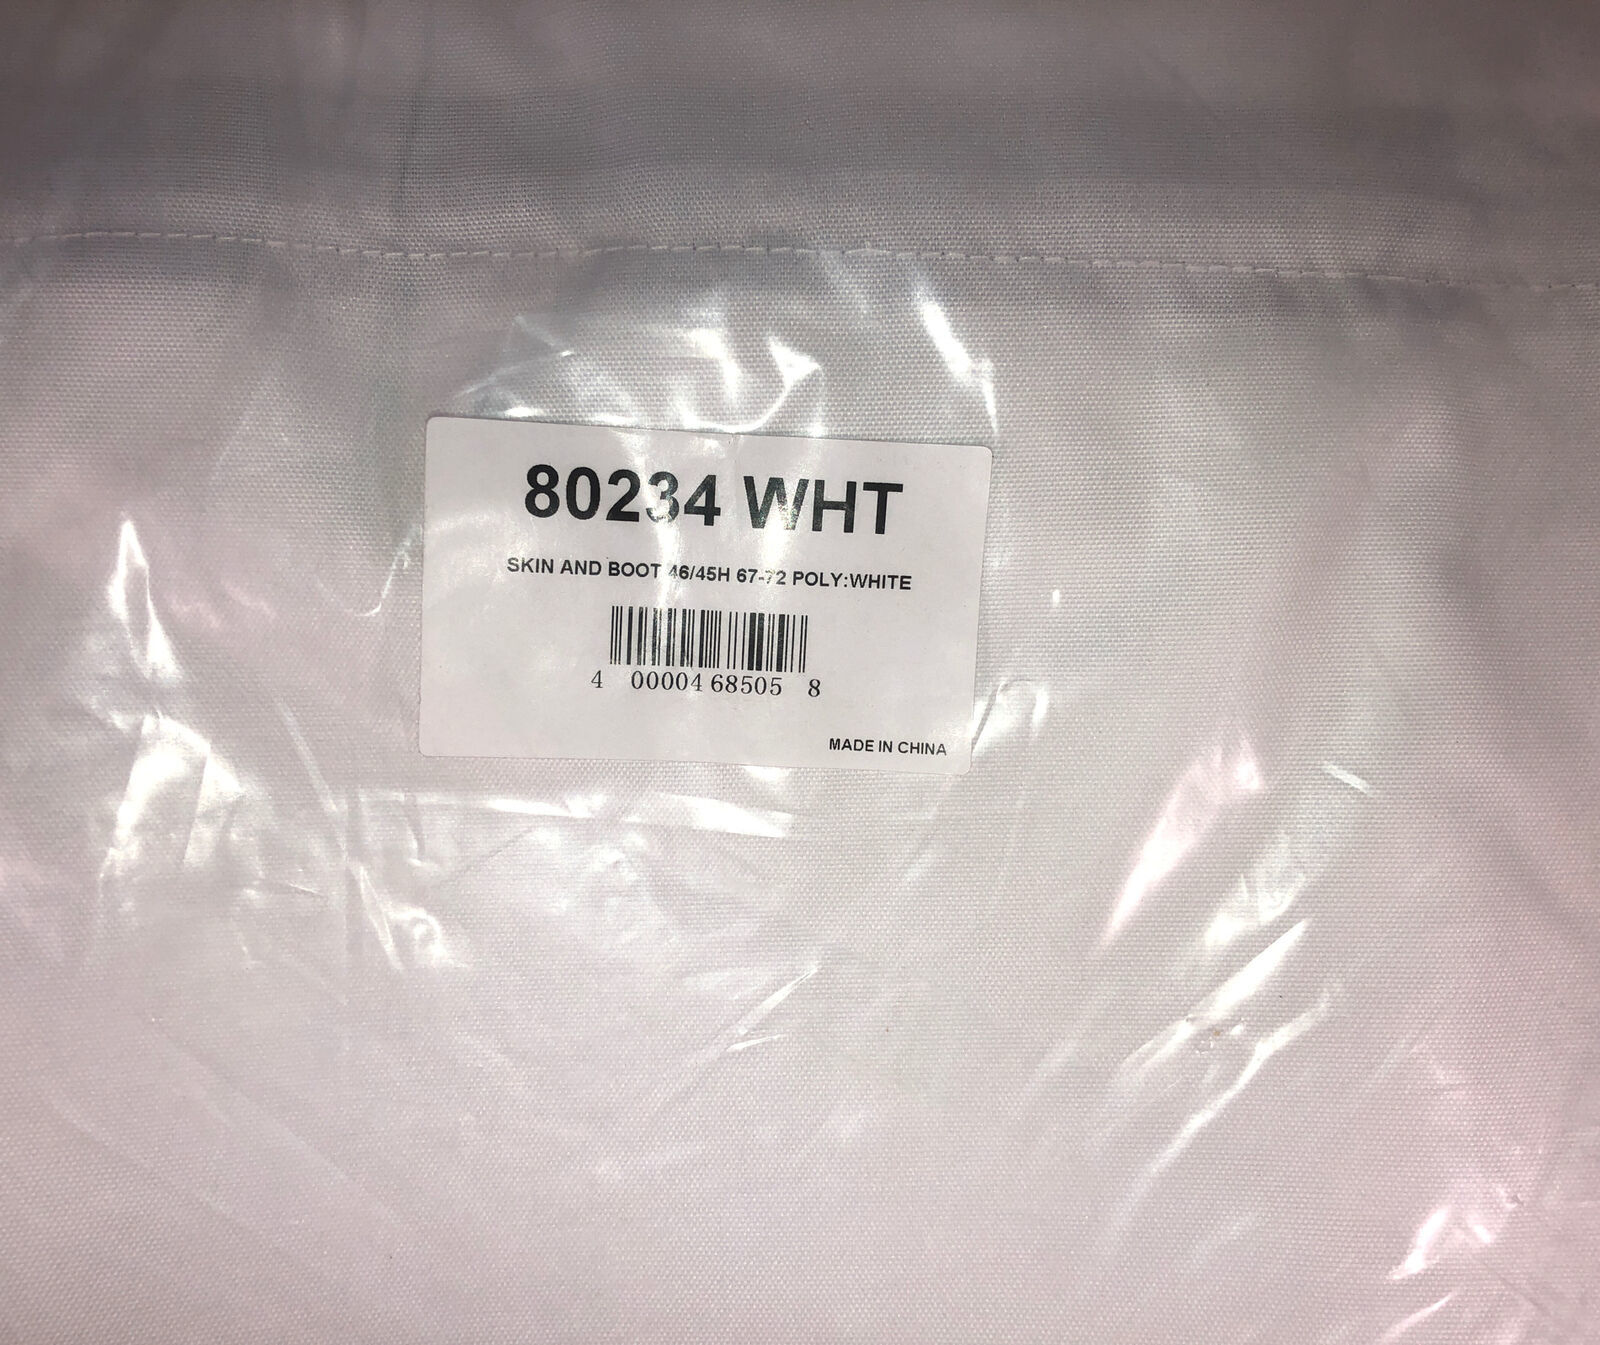 80234 WHT
SKIN AND BOOT 46/45H 67-72 POLY:WHITE
4 00004 68505 8
MADE IN CHINA